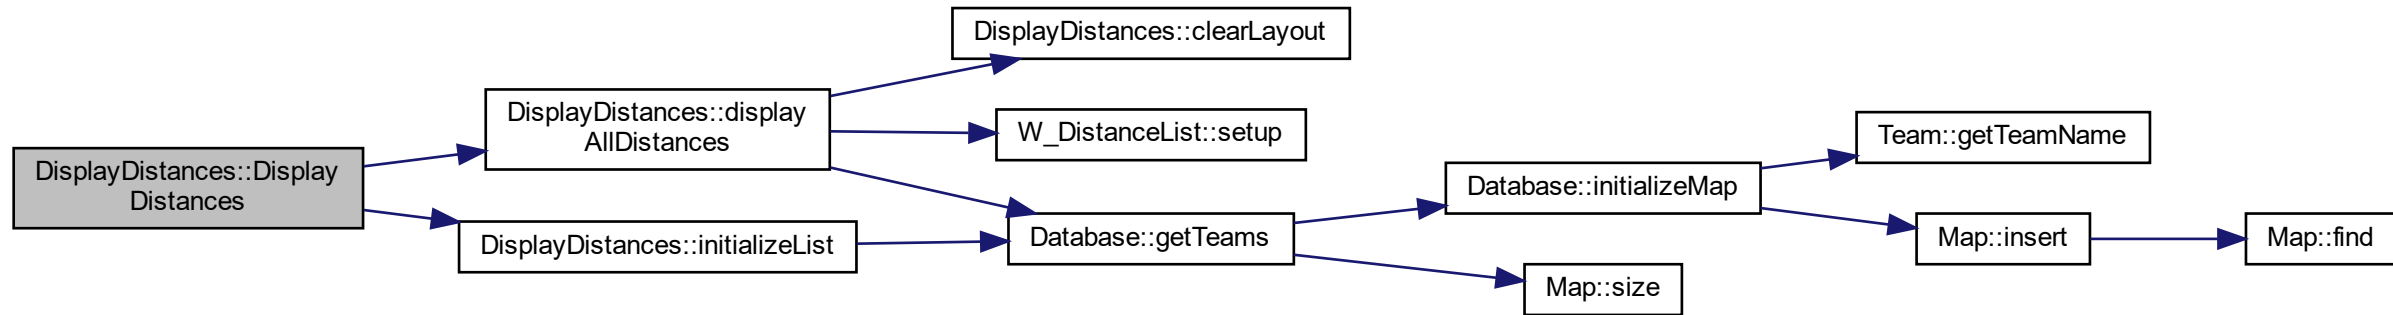 DisplayDistances::Display
Distances
DisplayDistances::display
AllDistances
DisplayDistances::initializeList
DisplayDistances::clearLayout
W_DistanceList::setup
Database::getTeams
Database::initializeMap
Map::size
Team::getTeamName
Map::insert
Map::find